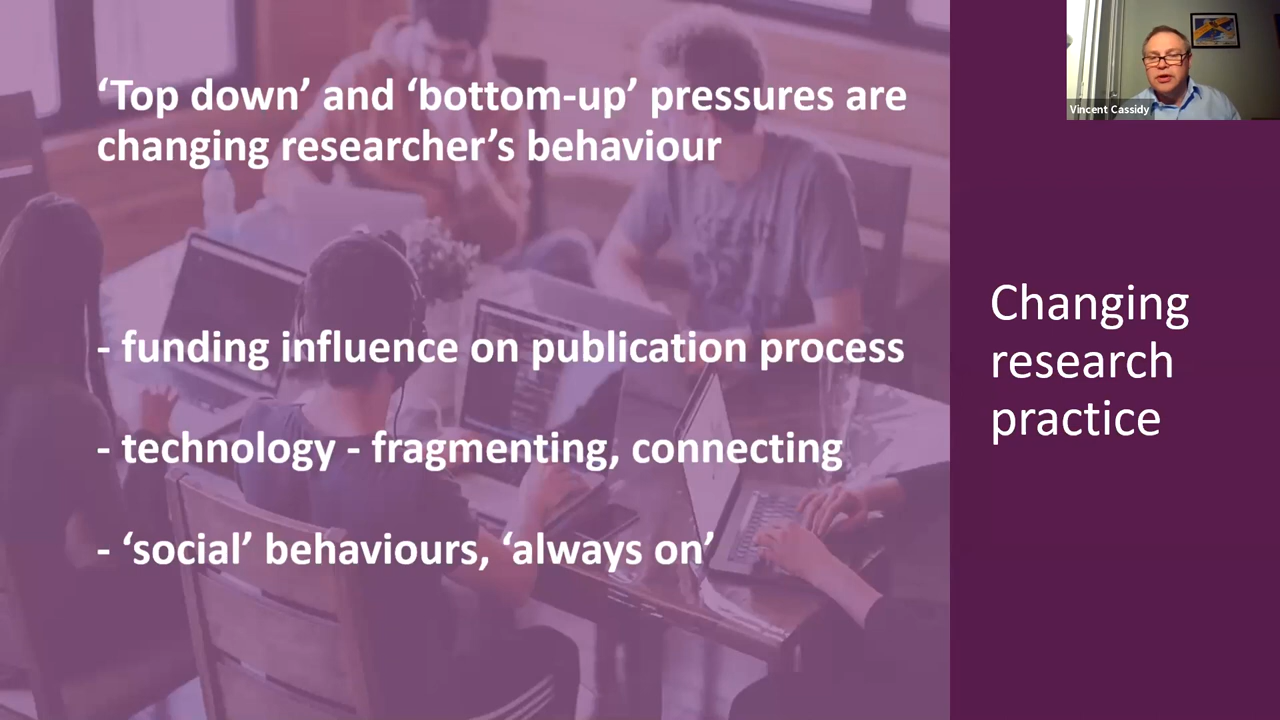 ‘Top down’ and ‘bottom-up’ pressures are
changing researcher’s behaviour
- funding influence on publication process
- technology - fragmenting, connecting
- ‘social’ behaviours, ‘always on’
Changing
research
practice
Vincent Cassidy